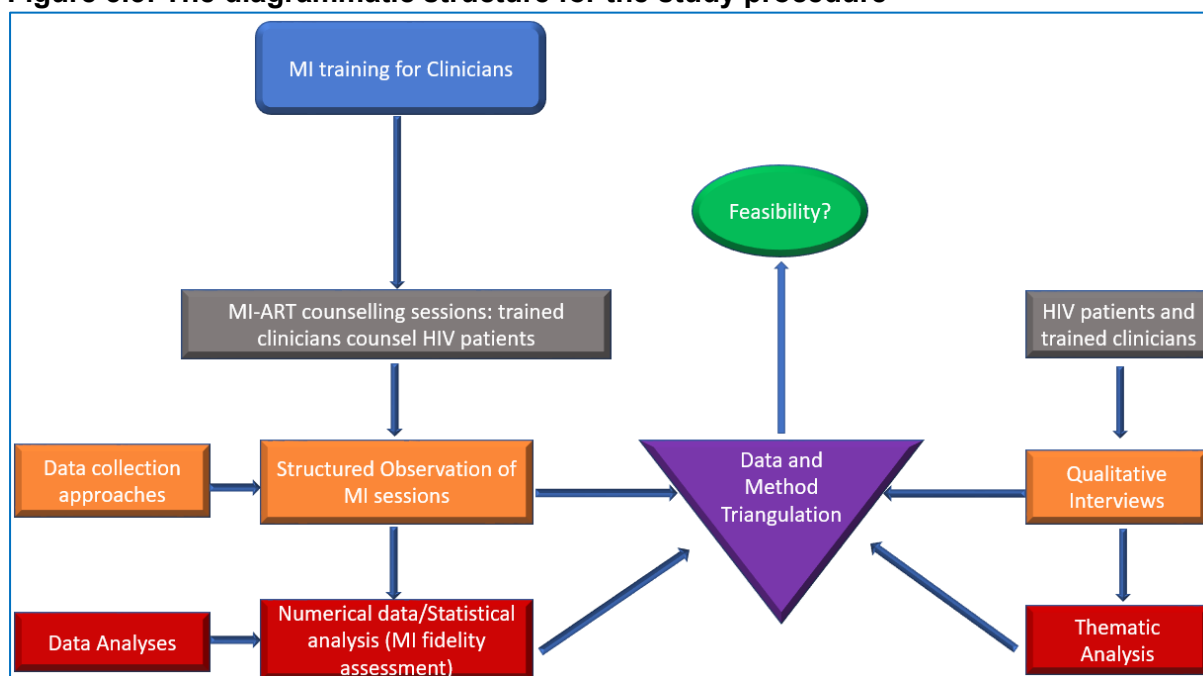 MI training for Clinicians
Feasibility?
MI-ART counselling sessions: trained
clinicians counsel HIV patients
HIV patients and
trained clinicians
Data collection
approaches
Structured Observation of
MI sessions
Data and
Method
Triangulation
Qualitative
Interviews
Data Analyses
Numerical data/Statistical
analysis (MI fidelity
assessment)
Thematic
Analysis